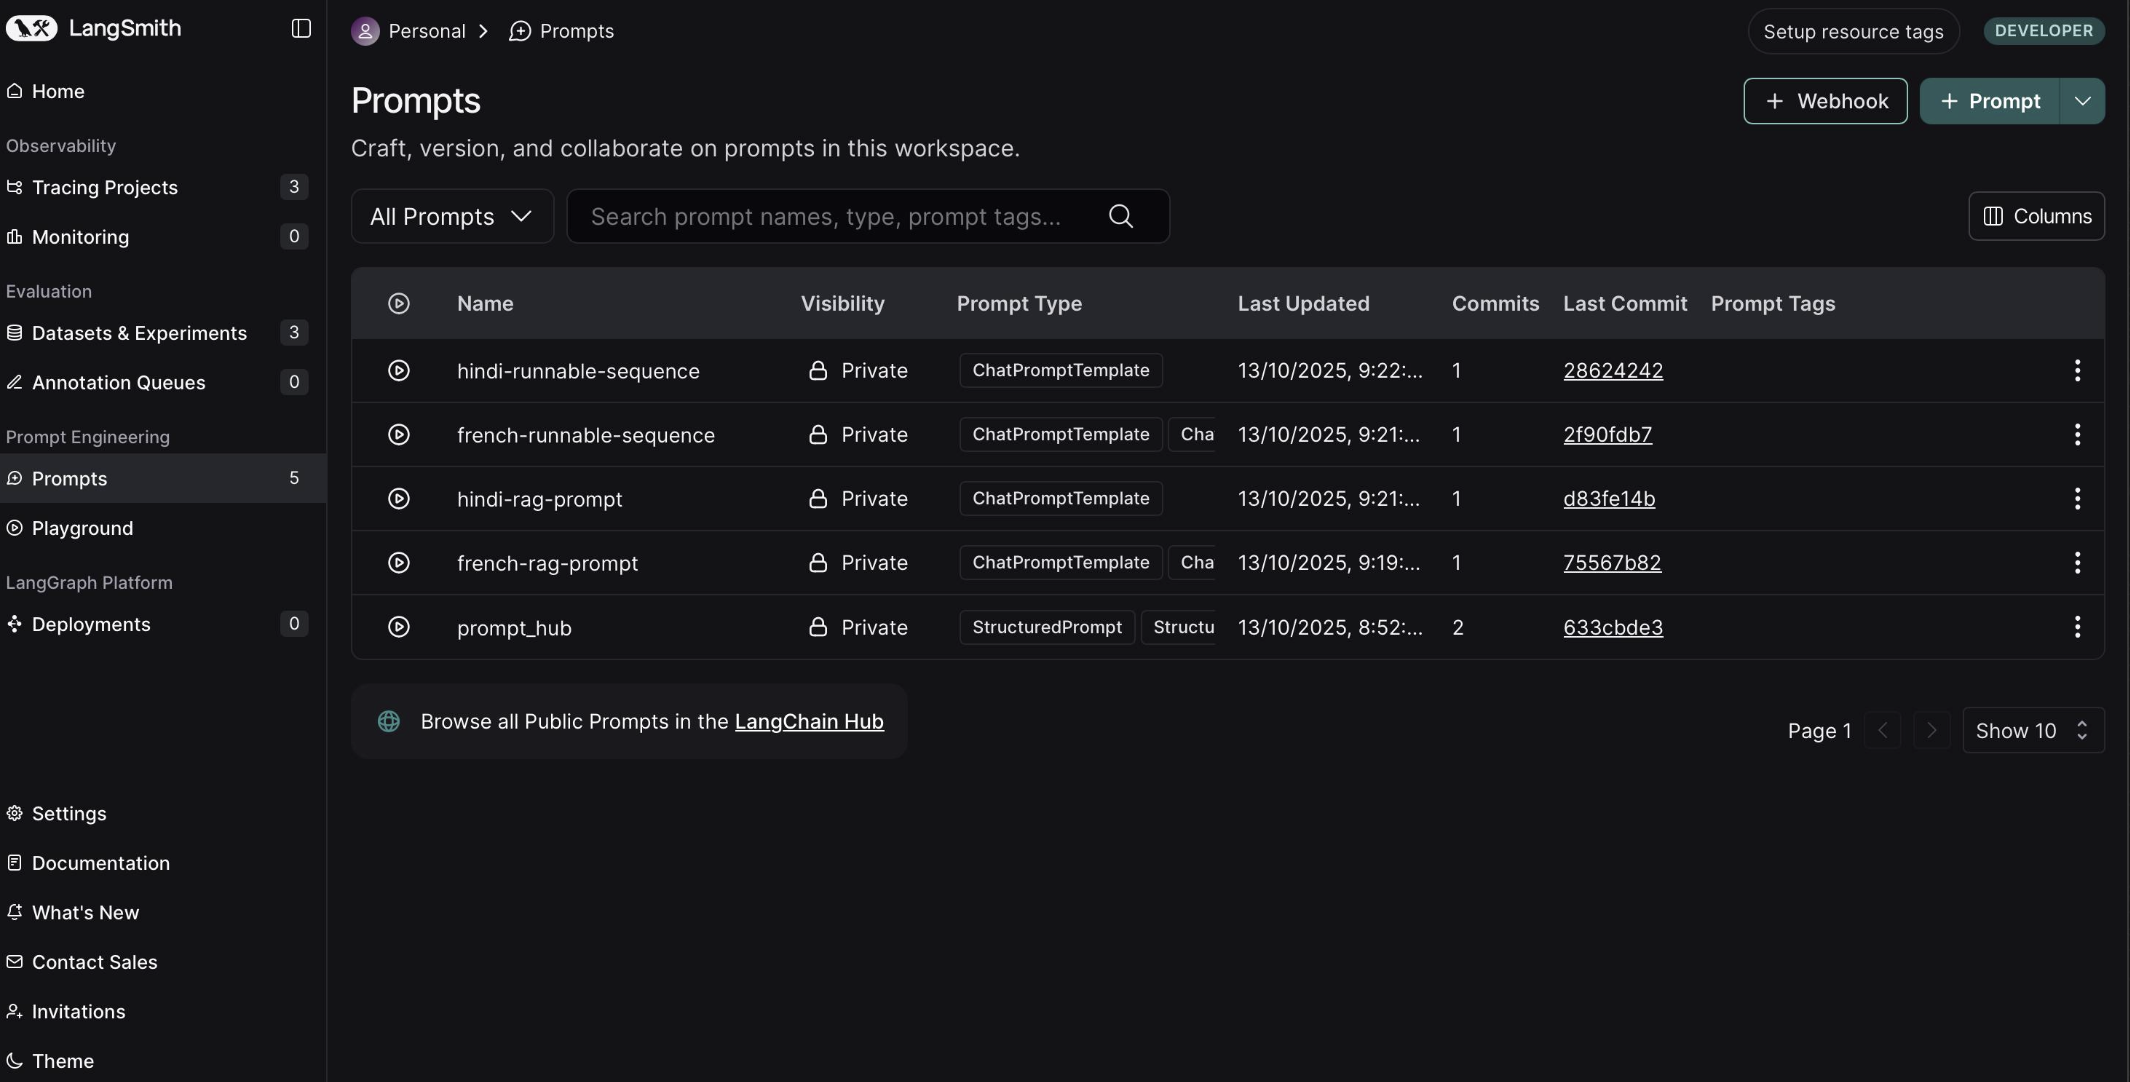 LangSmith
Home
Observability
Tracing Projects 3
Monitoring 0
Evaluation
Datasets & Experiments 3
Annotation Queues 0
Prompt Engineering
Prompts 5
Playground
LangGraph Platform
Deployments 0
Settings
Documentation
What's New
Contact Sales
Invitations
Theme
Personal > Prompts
Setup resource tags DEVELOPER
Prompts
+ Webhook + Prompt
Craft, version, and collaborate on prompts in this workspace.
All Prompts Search prompt names, type, prompt tags... Columns
Name Visibility Prompt Type Last Updated Commits Last Commit Prompt Tags
hindi-runnable-sequence Private ChatPromptTemplate 13/10/2025, 9:22:... 1 28624242
french-runnable-sequence Private ChatPromptTemplate Cha 13/10/2025, 9:21:... 1 2f90fdb7
hindi-rag-prompt Private ChatPromptTemplate 13/10/2025, 9:21:... 1 d83fe14b
french-rag-prompt Private ChatPromptTemplate Cha 13/10/2025, 9:19:... 1 75567b82
prompt_hub Private StructuredPrompt Structu 13/10/2025, 8:52:... 2 633cbde3
Browse all Public Prompts in the LangChain Hub
Page 1 Show 10